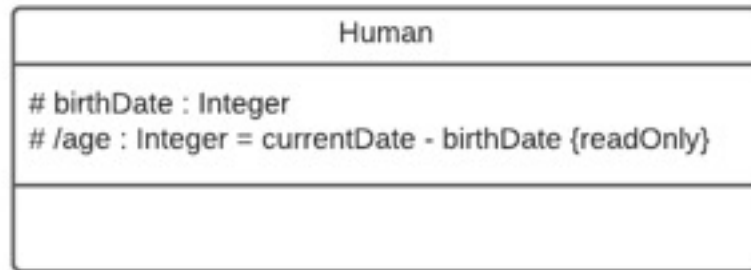 Human
# birthDate : Integer
# /age : Integer = currentDate - birthDate {readOnly}